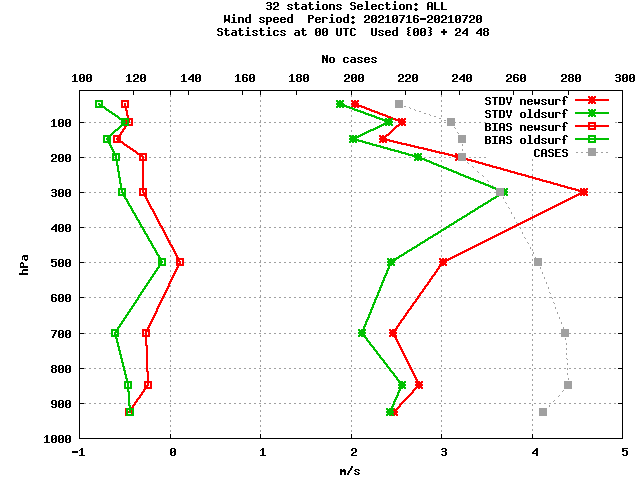 32 stations Selection: ALL
Wind speed  Period: 20210716-20210720
Statistics at 00 UTC  Used {00} + 24 48
No cases
100 120 140 160 180 200 220 240 260 280 300
STDV newsurf
STDV oldsurf
BIAS newsurf
BIAS oldsurf
CASES
100
200
300
400
500
600
700
800
900
1000
hPa
-1 0 1 2 3 4 5
m/s